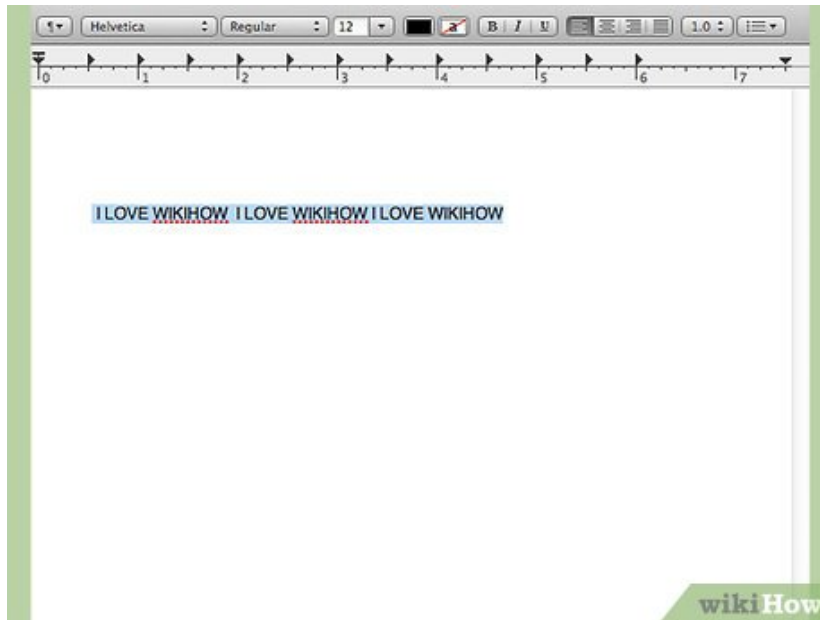 ¶ Helvetica Regular 12 a B I U 1.0
0 1 2 3 4 5 6 7
I LOVE WIKIHOW I LOVE WIKIHOW I LOVE WIKIHOW
wikiHow